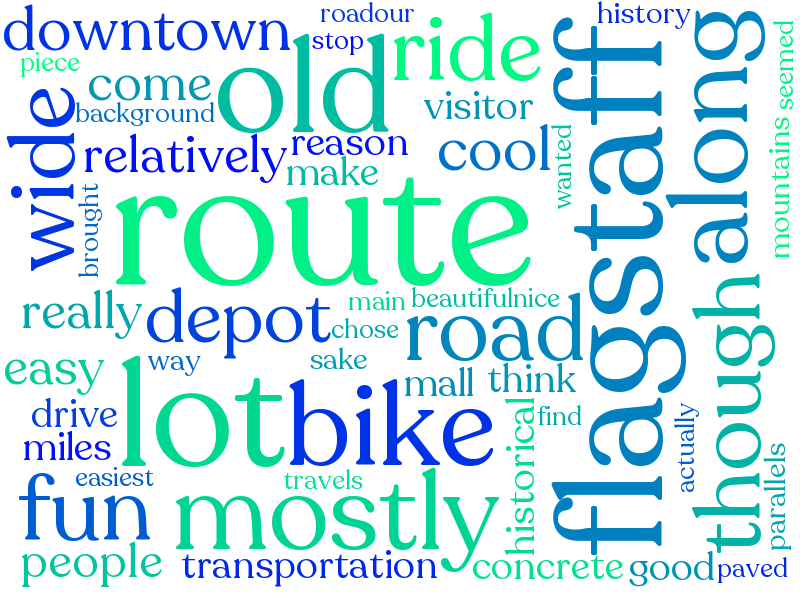 downtown
roadour
history
stop
piece
old
ride
come
visitor
background
wide
relatively
reason
cool
make
wanted
flagstaff
along
seemed
mountains
brought
route
really
depot
main
beautifulnice
chose
road
though
easy
way
sake
lot
bike
mall
think
drive
miles
historical
find
actually
parallels
fun
easiest
travels
mostly
people
transportation
concrete
good
paved